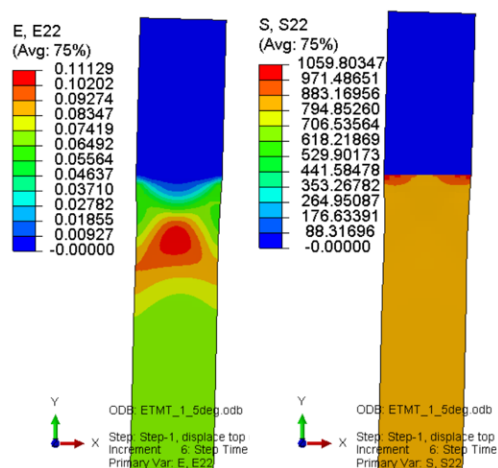 E, E22
(Avg: 75%)
0.11129
0.10202
0.09274
0.08347
0.07419
0.06492
0.05564
0.04637
0.03710
0.02782
0.01855
0.00927
-0.00000
Y
X
ODB: ETMT_1_5deg.odb
Step: Step-1, displace top
Increment 6: Step Time
Primary Var: E, E22
S, S22
(Avg: 75%)
1059.80347
971.48651
883.16956
794.85260
706.53564
618.21869
529.90173
441.58478
353.26782
264.95087
176.63391
88.31696
-0.00000
Y
X
ODB: ETMT_1_5deg.odb
Step: Step-1, displace top
Increment 6: Step Time
Primary Var: S, S22